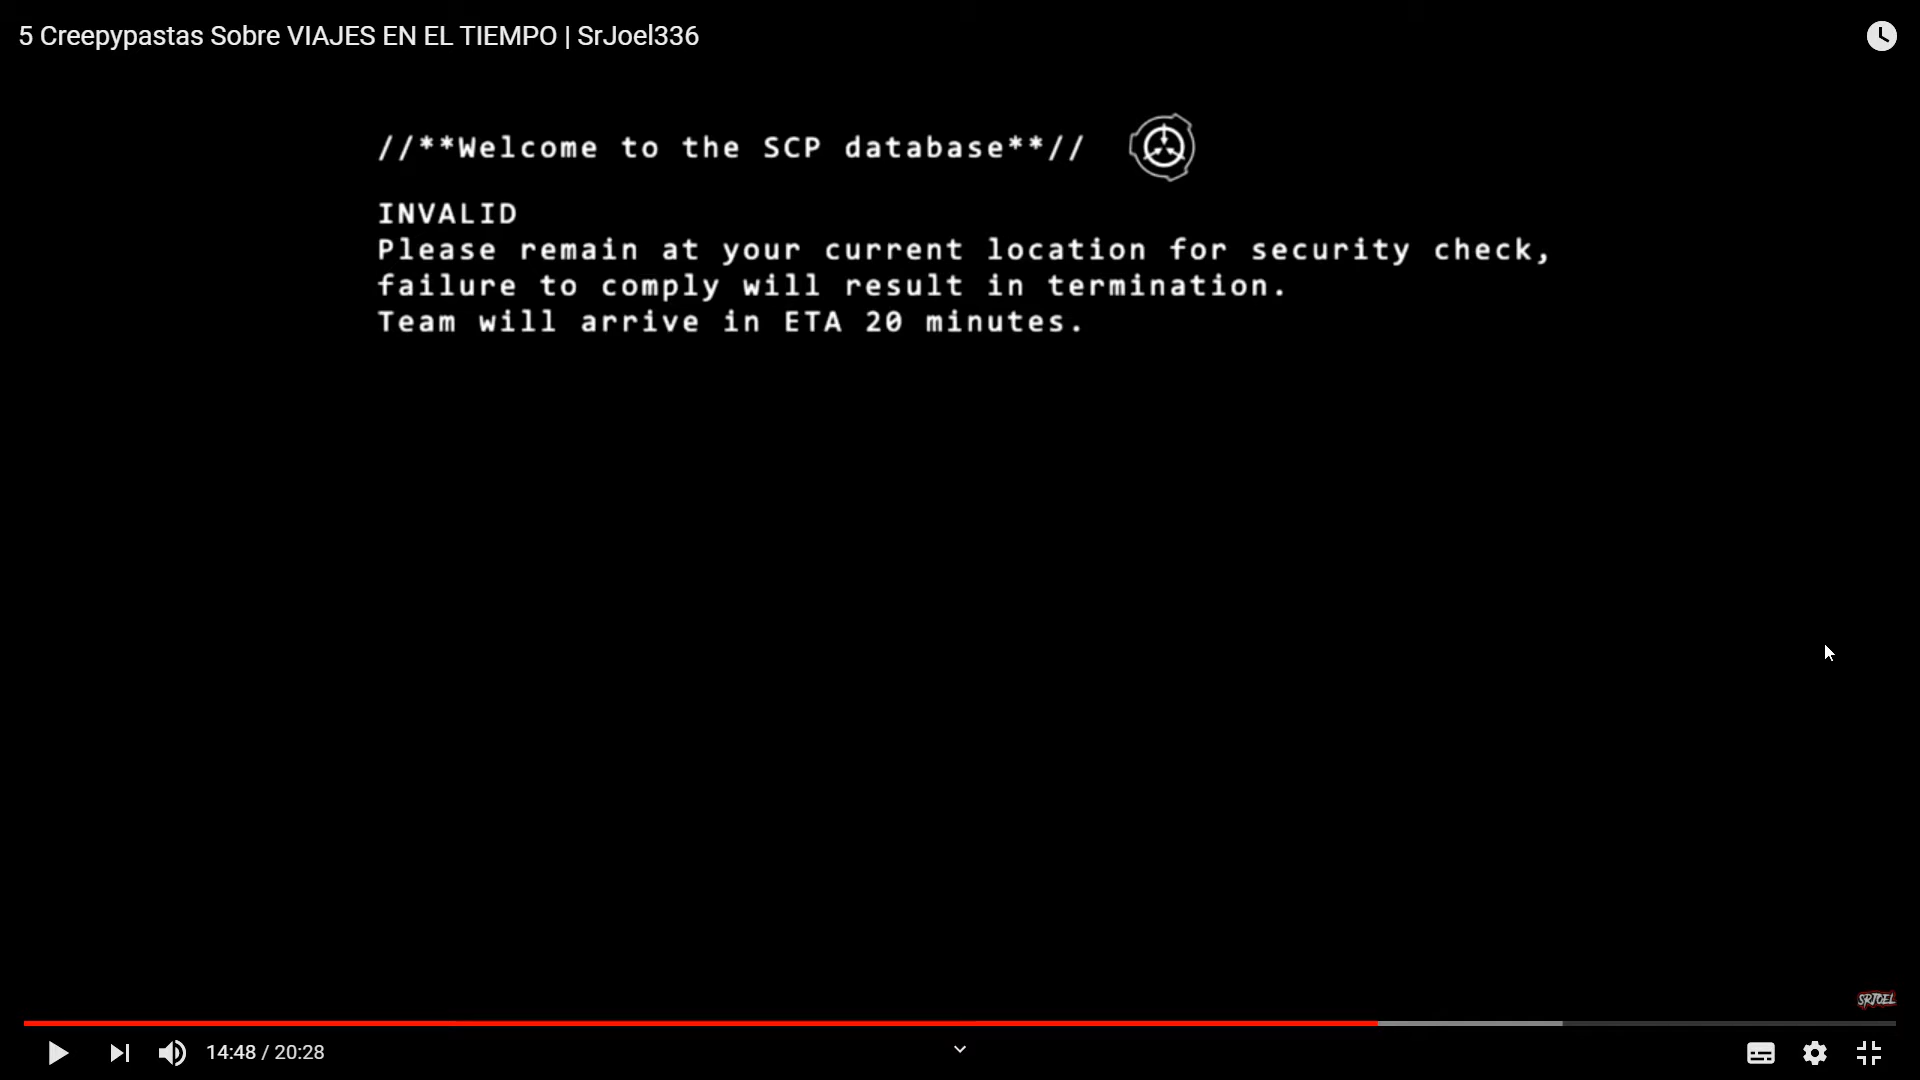 5 Creepypastas Sobre VIAJES EN EL TIEMPO | SrJoel336
//**Welcome to the SCP database**//
INVALID
Please remain at your current location for security check,
failure to comply will result in termination.
Team will arrive in ETA 20 minutes.
SRJOEL
14:48 / 20:28